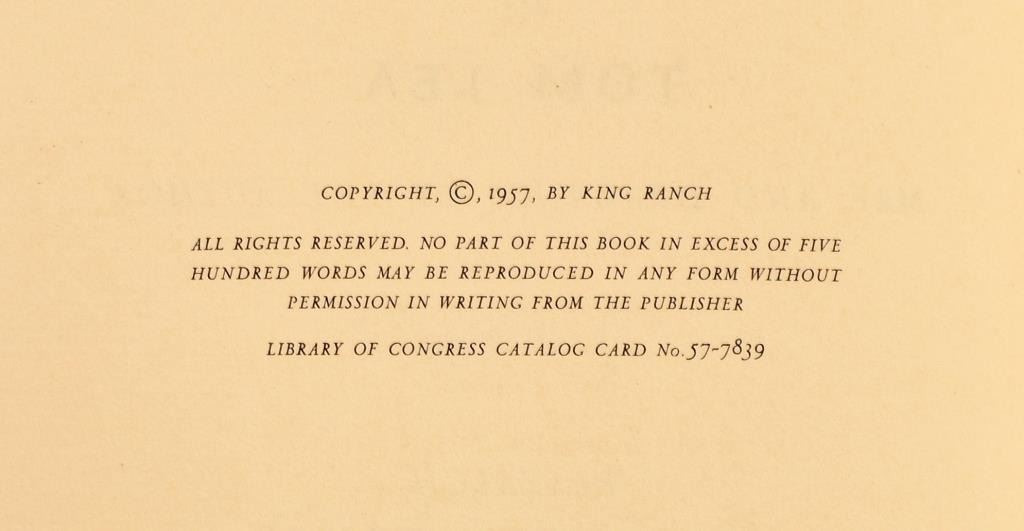 COPYRIGHT, ©, 1957, BY KING RANCH
ALL RIGHTS RESERVED. NO PART OF THIS BOOK IN EXCESS OF FIVE
HUNDRED WORDS MAY BE REPRODUCED IN ANY FORM WITHOUT
PERMISSION IN WRITING FROM THE PUBLISHER
LIBRARY OF CONGRESS CATALOG CARD No. 57-7839